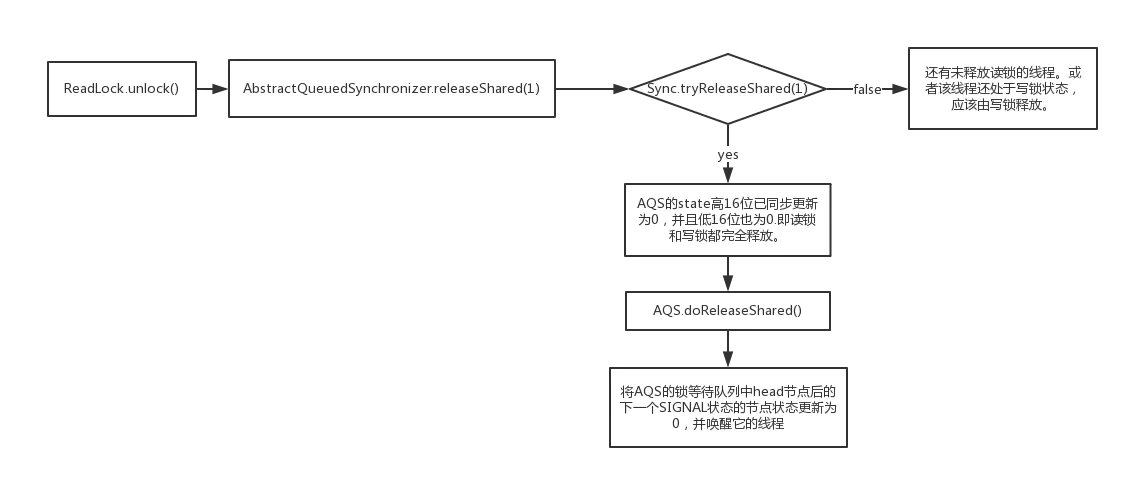 ReadLock.unlock()
AbstractQueuedSynchronizer.releaseShared(1)
Sync.tryReleaseShared(1)
false
还有未释放读锁的线程。或
者该线程还处于写锁状态，
应该由写锁释放。
yes
AQS的state高16位已同步更新
为0，并且低16位也为0.即读锁
和写锁都完全释放。
AQS.doReleaseShared()
将AQS的锁等待队列中head节点后的
下一个SIGNAL状态的节点状态更新为
0，并唤醒它的线程